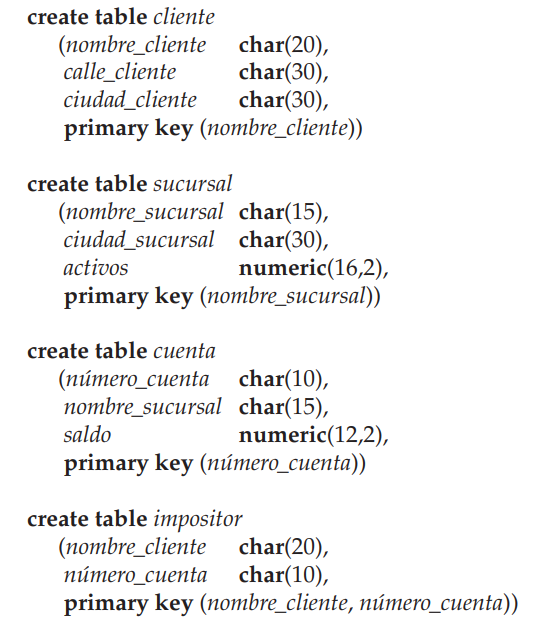 create table cliente
(nombre_cliente char(20),
calle_cliente char(30),
ciudad_cliente char(30),
primary key (nombre_cliente))
create table sucursal
(nombre_sucursal char(15),
ciudad_sucursal char(30),
activos numeric(16,2),
primary key (nombre_sucursal))
create table cuenta
(número_cuenta char(10),
nombre_sucursal char(15),
saldo numeric(12,2),
primary key (número_cuenta))
create table impositor
(nombre_cliente char(20),
número_cuenta char(10),
primary key (nombre_cliente, número_cuenta))